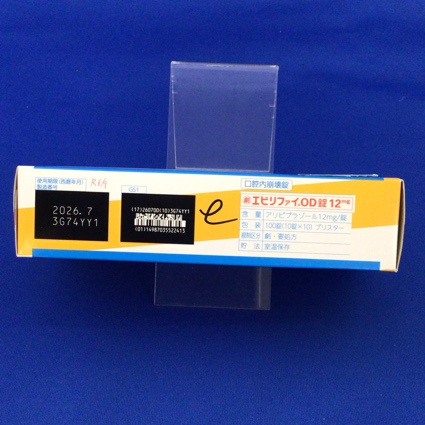 使用期限(西暦年月)
製造番号
2026.7
3G74YY1
GS1
(17)260700(10)3G74YY1
(01)14987035522413
e
口腔内崩壊錠
劇 エビリファイ®OD錠12mg
含 量 アリピプラゾール12mg/錠
包 装 100錠(10錠×10) ブリスター
規制区分 劇・要処方
貯 法 室温保存